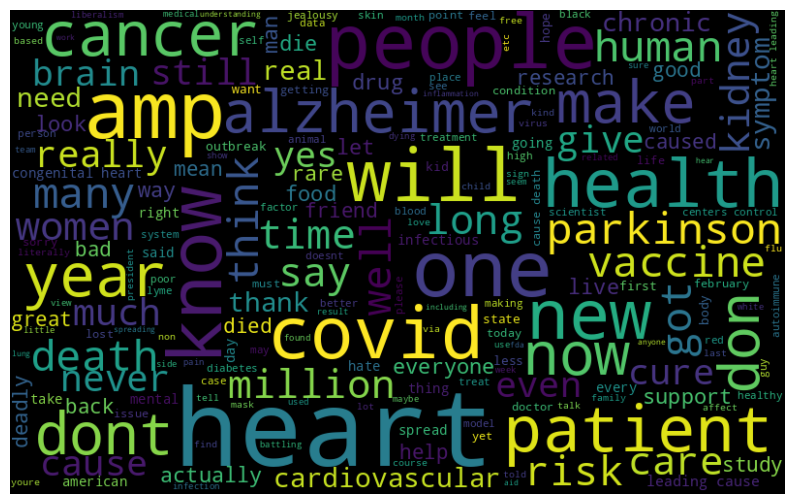 young
liberalism
medical
understanding
jealousy
data
skin
month
point
feel
free
black
based
work
self
man
hope
etc
chronic
cancer
people
human
die
heart leading
brain
still
real
drug
place
see
research
good
sure
part
need
want
getting
condition
kidney
symptom
amp
alzheimer
make
look
inflammation
kind
virus
world
person
team
outbreak
animal
dying
treatment
going
caused
really
show
yes
let
high
sign
give
related
life
hear
congenital heart
mean
rare
kid
child
seem
will
health
many
way
think
food
factor
friend
blood
love
long
cause death
scientist
centers control
women
right
time
infectious
parkinson
sorry
literally
system
doesnt
flu
bad
said
say
well
one
vaccine
know
year
president
poor
lyme
must
please
live
first
february
view
much
thank
better
including
making
new
got
body
autoimmune
great
little
lost
spreading
died
result
via
state
red
white
covid
found
today
now
don
last
anyone
death
non
day
may
use
fda
less
guy
lung
side
pain
diabetes
hate
everyone
week
never
million
thing
treat
even
cure
deadly
take
mental
case
tell
mask
maybe
every
support
healthy
back
issue
used
lot
spread
doctor
talk
affect
dont
heart
help
model
yet
family
patient
cause
find
battling
told
aid
risk
care
study
actually
course
youre
american
infection
cardiovascular
leading cause